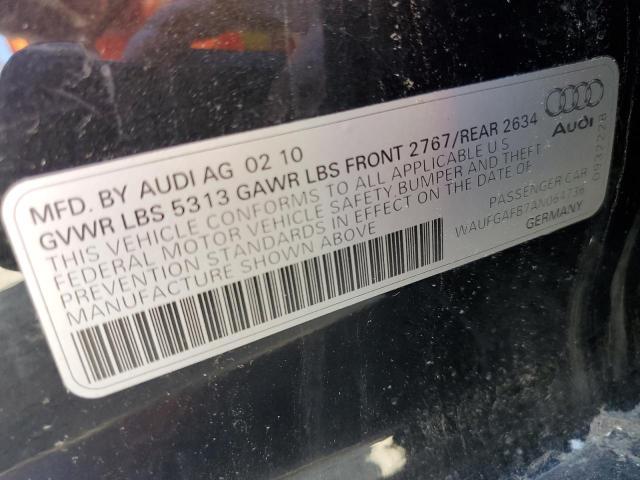 MFD. BY AUDI AG 02 10
GVWR LBS 5313 GAWR LBS FRONT 2767/REAR 2634
THIS VEHICLE CONFORMS TO ALL APPLICABLE U S
FEDERAL MOTOR VEHICLE SAFETY, BUMPER AND THEFT
PREVENTION STANDARDS IN EFFECT ON THE DATE OF
MANUFACTURE SHOWN ABOVE
Audi
PASSENGER CAR
WAUFGAFB7AN064736
GERMANY